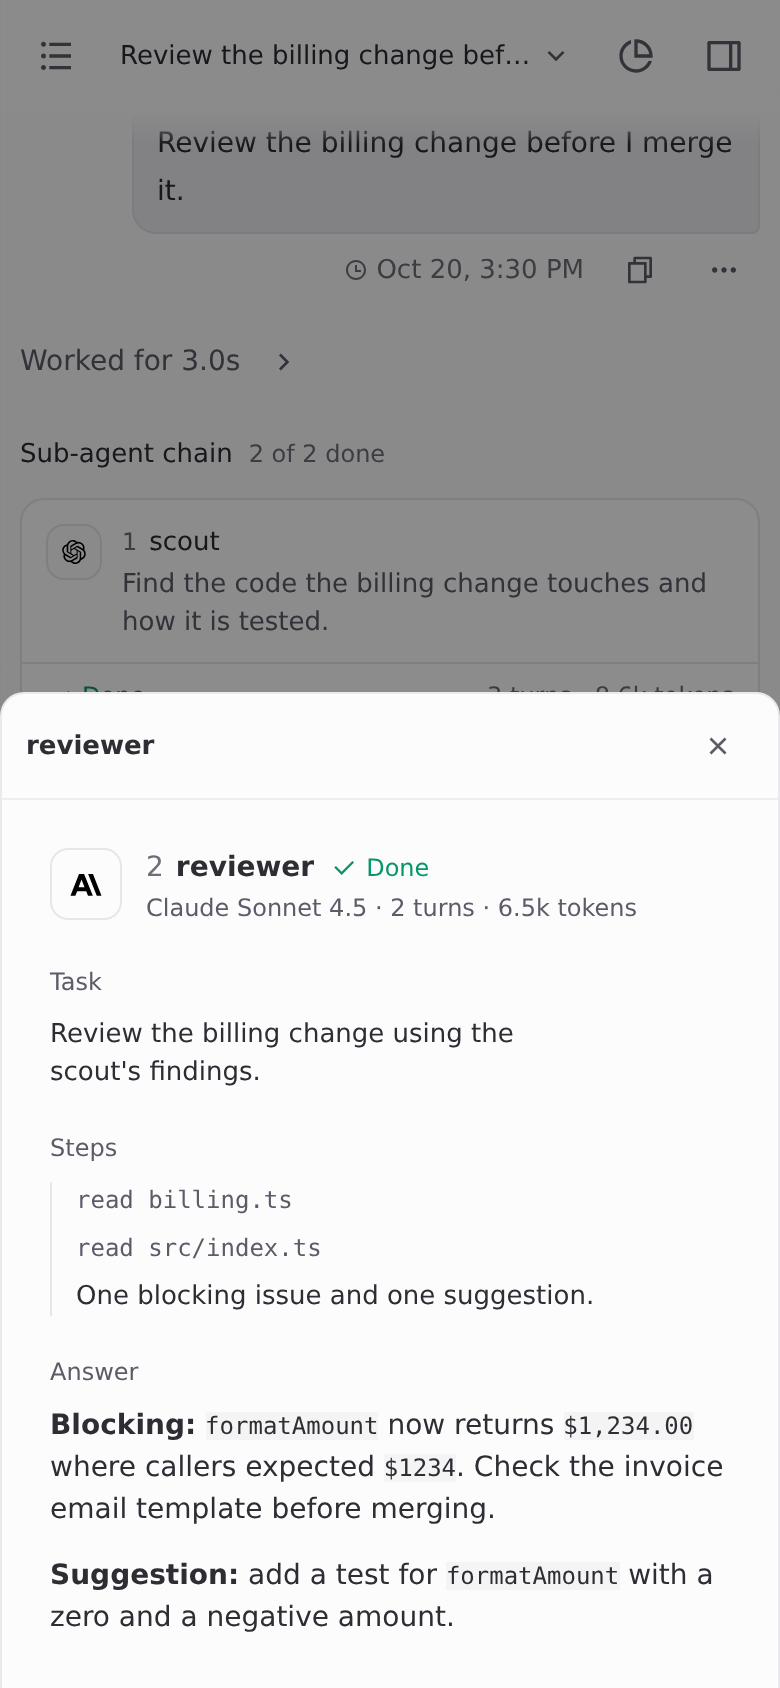 Review the billing change bef...
Review the billing change before I merge
it.
Oct 20, 3:30 PM
Worked for 3.0s
Sub-agent chain 2 of 2 done
1 scout
Find the code the billing change touches and
how it is tested.
Done
reviewer
2 reviewer Done
Claude Sonnet 4.5 · 2 turns · 6.5k tokens
Task
Review the billing change using the
scout's findings.
Steps
read billing.ts
read src/index.ts
One blocking issue and one suggestion.
Answer
Blocking: formatAmount now returns $1,234.00
where callers expected $1234. Check the invoice
email template before merging.
Suggestion: add a test for formatAmount with a
zero and a negative amount.